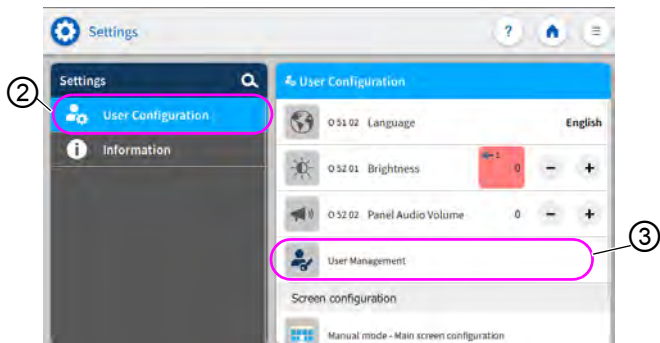 Settings
?
Settings
User Configuration
②
User Configuration
Information
O 51 02 Language English
O 52 01 Brightness 1 0 - +
O 52 02 Panel Audio Volume 0 - +
User Management
③
Screen configuration
Manual mode - Main screen configuration